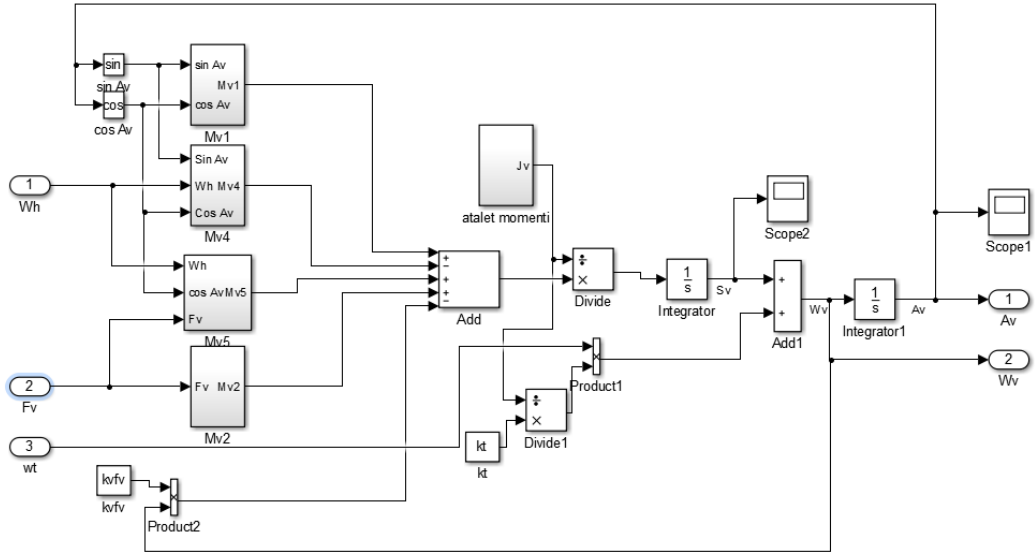 sin
sin Av
cos
cos Av
sin Av
Mv1
cos Av
Mv1
Sin Av
Wh Mv4
Cos Av
Mv4
Wh
cos Av Mv5
Fv
Mv5
Fv Mv2
Mv2
1
Wh
2
Fv
3
wt
kvfv
kvfv
×
Product2
Jv
atalet momenti
+
−
+
+
−
Add
÷
×
Divide
1
s
Integrator
Sv
Scope2
+
+
Add1
Wv
1
s
Integrator1
Av
Scope1
1
Av
2
Wv
×
Product1
÷
×
Divide1
kt
kt